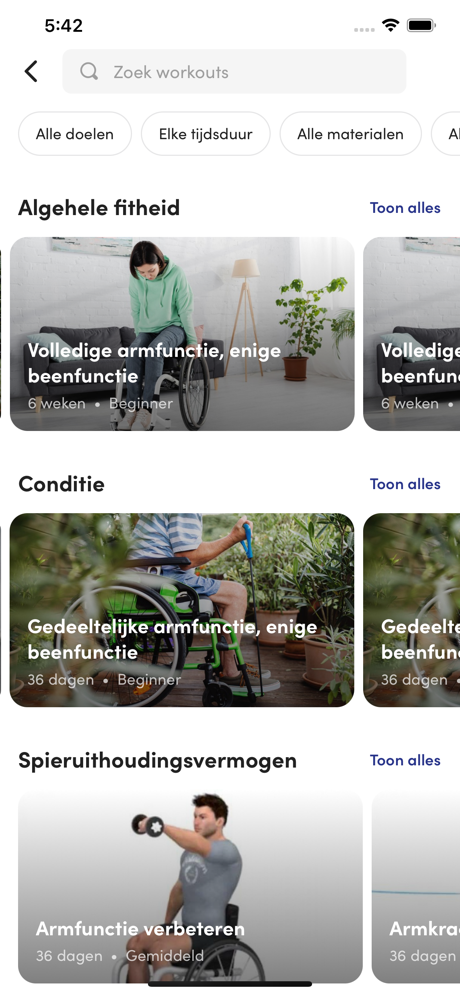 5:42
Zoek workouts
Alle doelen
Elke tijdsduur
Alle materialen
Al
Algehele fitheid
Toon alles
Volledige armfunctie, enige
beenfunctie
6 weken • Beginner
Volledige
beenfun
6 weken •
Conditie
Toon alles
Gedeeltelijke armfunctie, enige
beenfunctie
36 dagen • Beginner
Gedeelte
beenfun
36 dagen •
Spieruithoudingsvermogen
Toon alles
Armfunctie verbeteren
36 dagen • Gemiddeld
Armkra
36 dagen